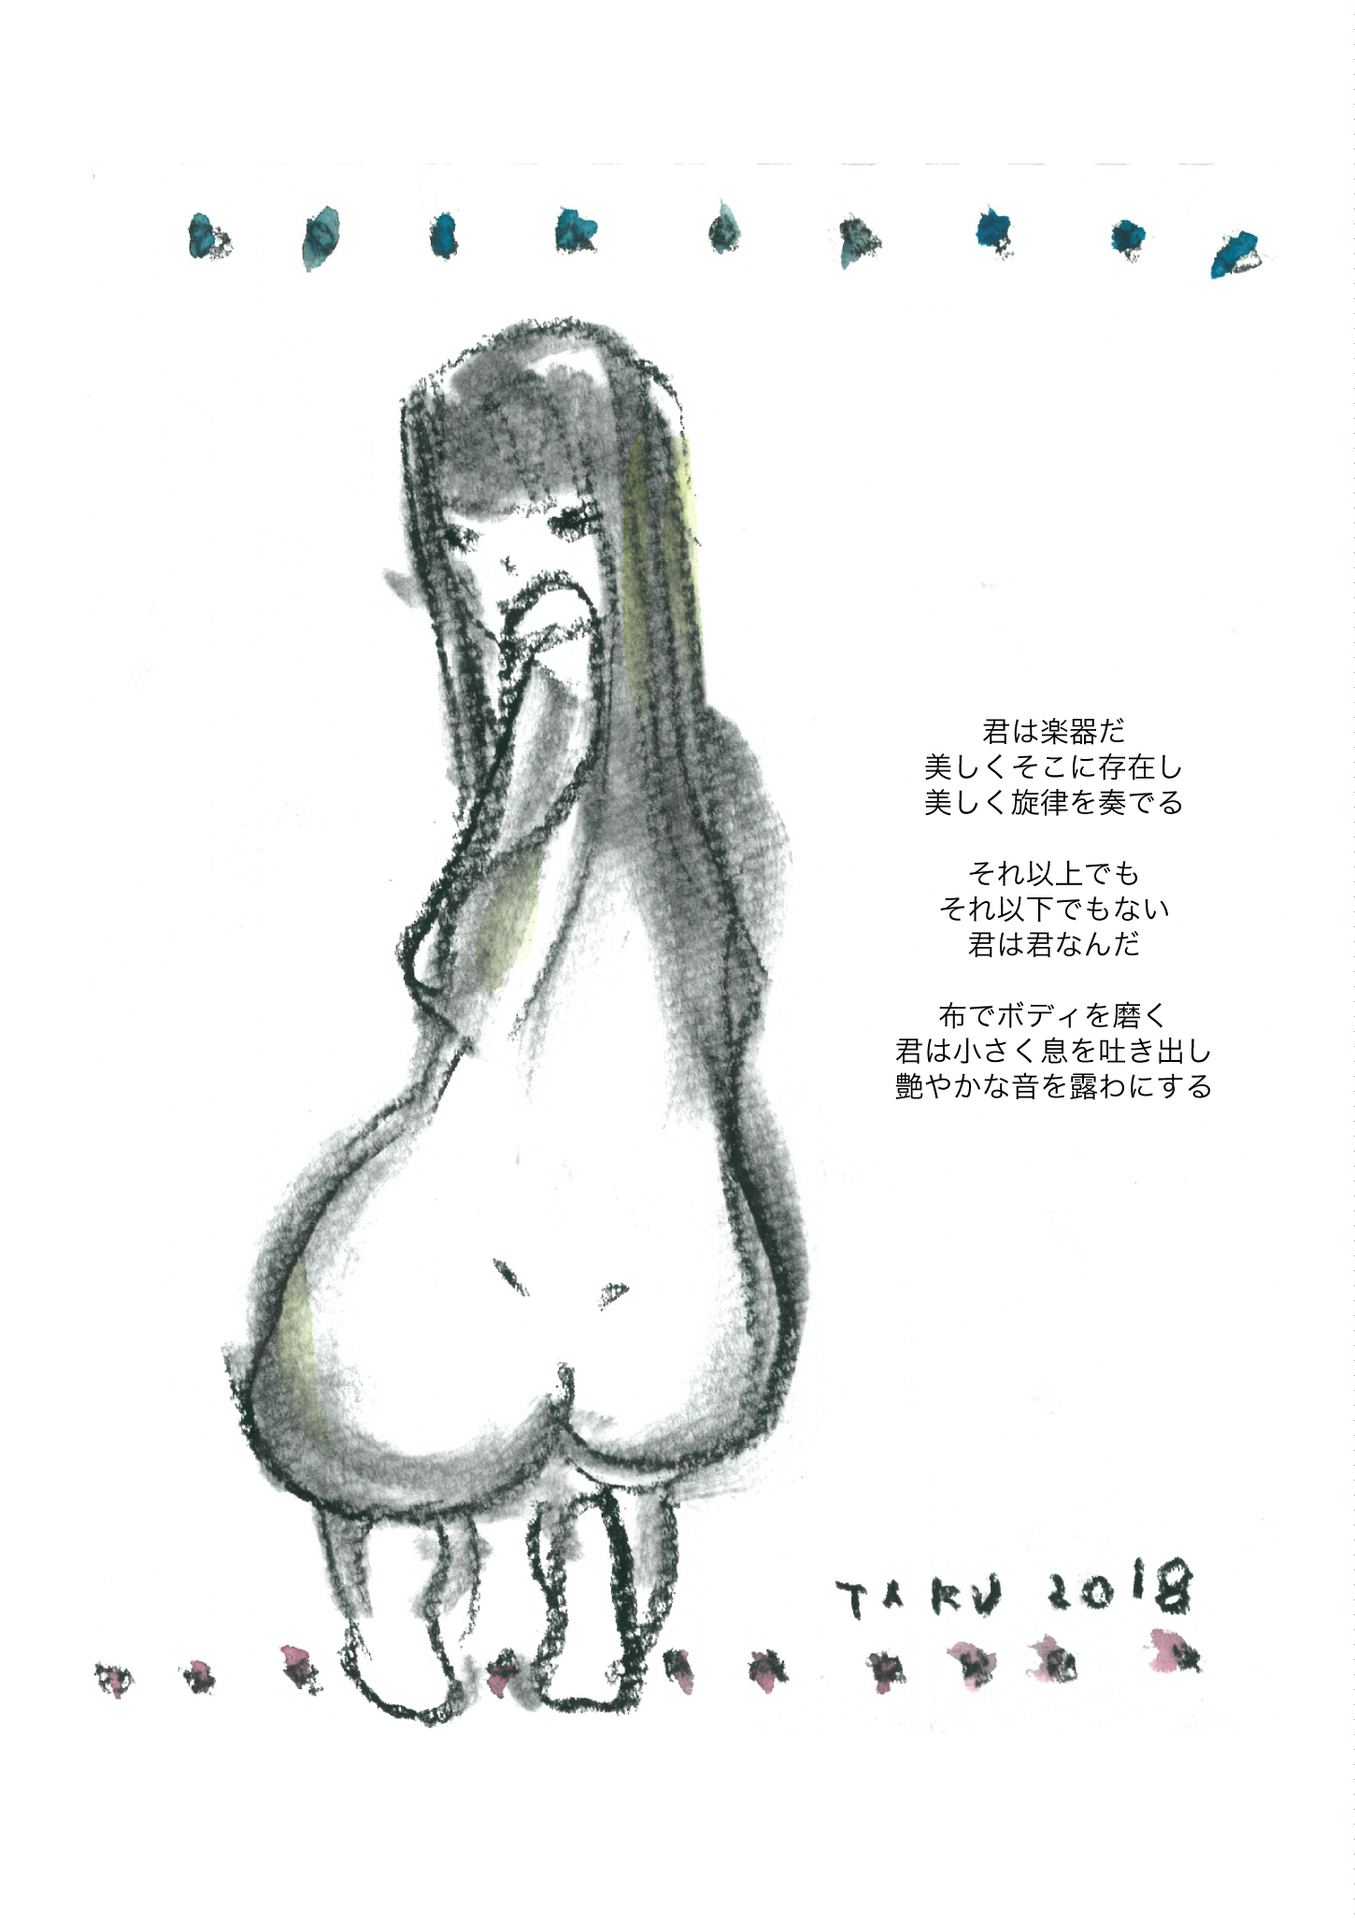 君は楽器だ
美しくそこに存在し
美しく旋律を奏でる
それ以上でも
それ以下でもない
君は君なんだ
布でボディを磨く
君は小さく息を吐き出し
艶やかな音を露わにする
TAKU 2018